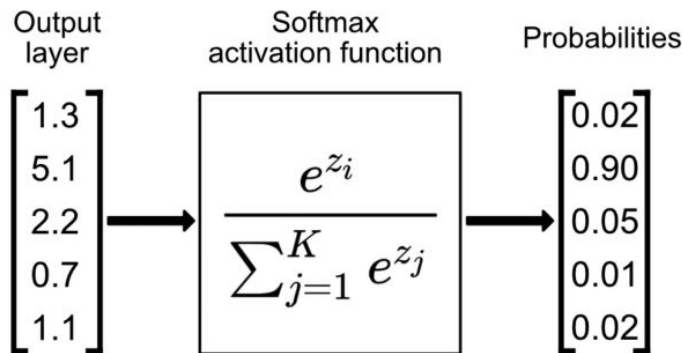 Output
layer
Softmax
activation function
Probabilities
1.3
5.1
2.2
0.7
1.1
e^{z_i}
\sum_{j=1}^{K} e^{z_j}
0.02
0.90
0.05
0.01
0.02